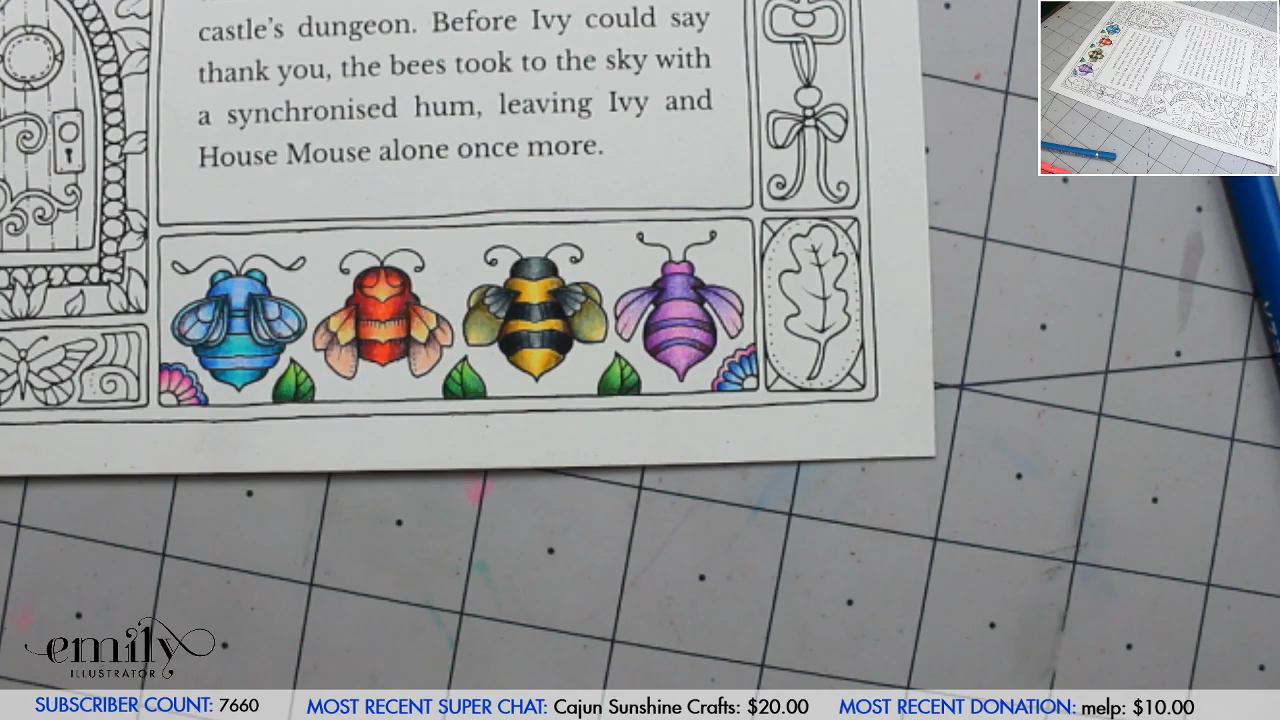 castle's dungeon. Before Ivy could say
thank you, the bees took to the sky with
a synchronised hum, leaving Ivy and
House Mouse alone once more.
emily
ILLUSTRATOR
SUBSCRIBER COUNT: 7660 MOST RECENT SUPER CHAT: Cajun Sunshine Crafts: $20.00 MOST RECENT DONATION: melp: $10.00